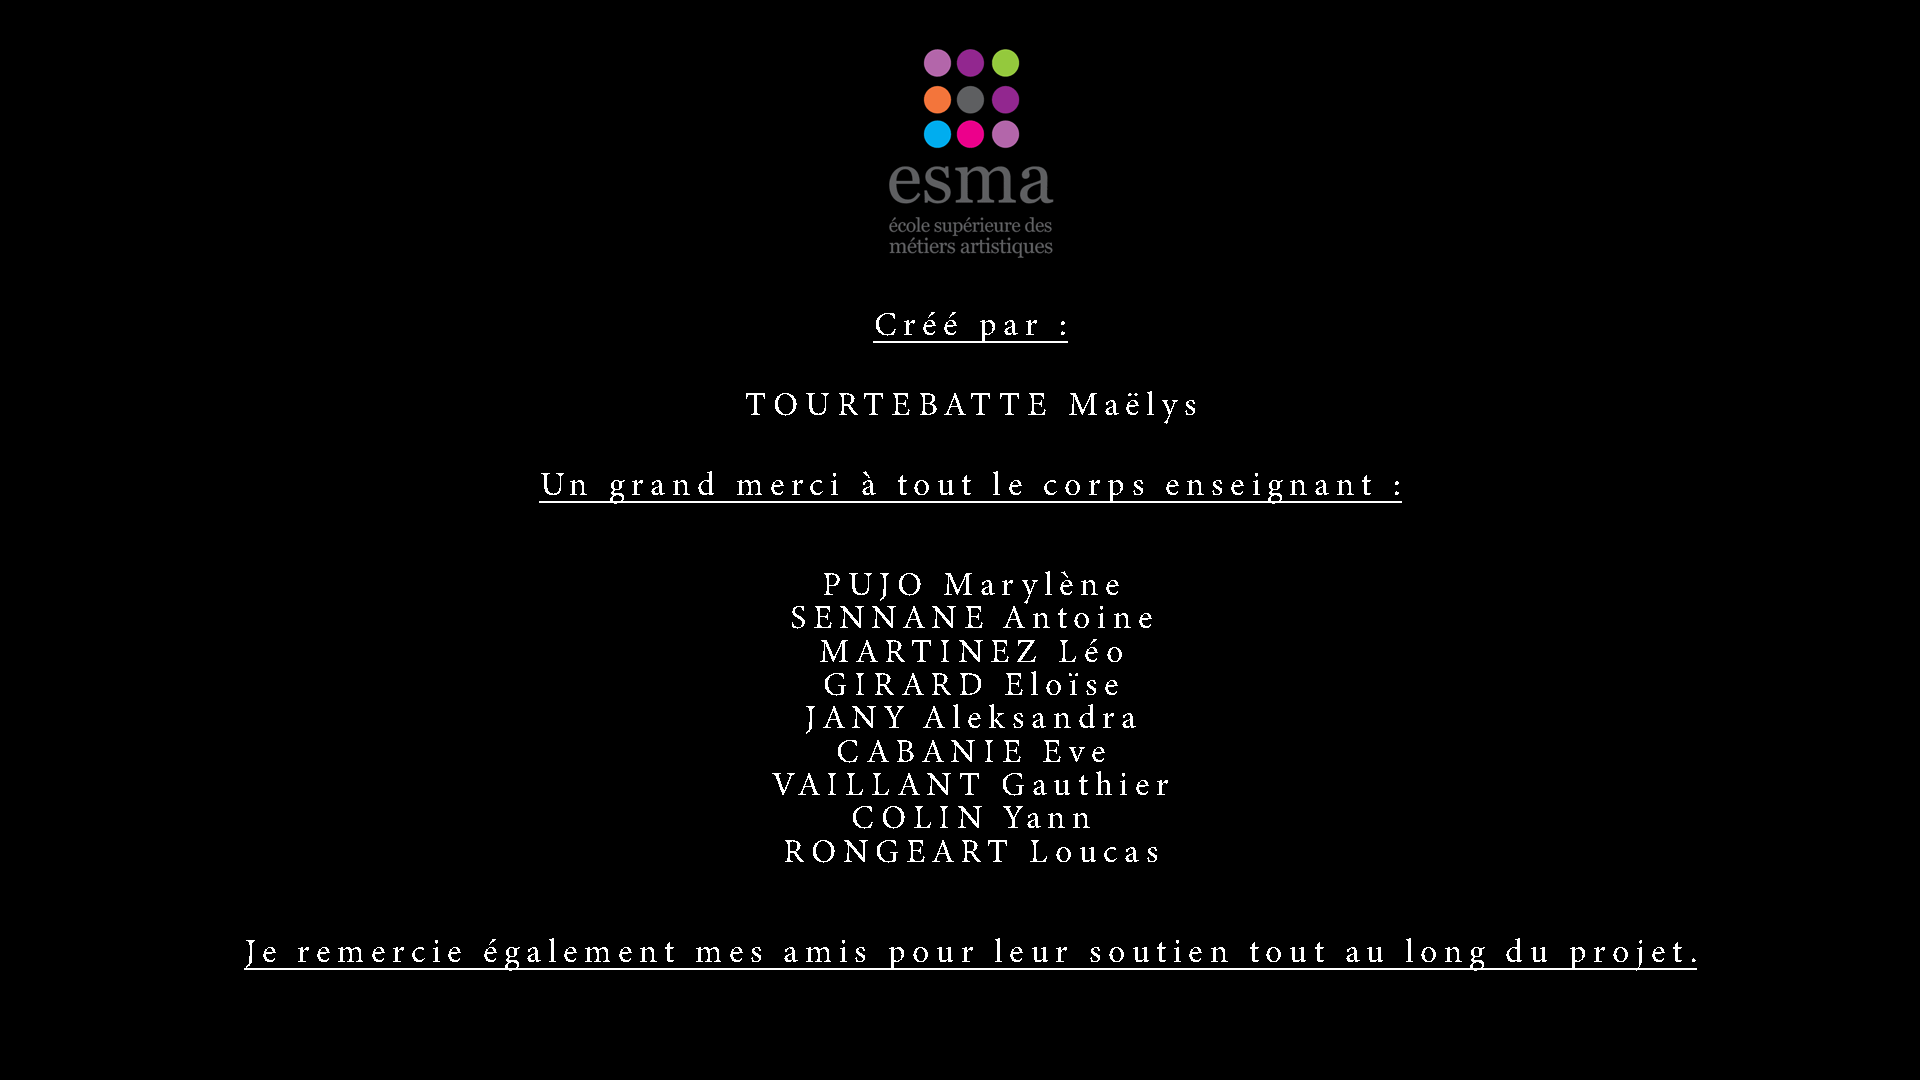 esma
école supérieure des
métiers artistiques
Créé par :
TOURTEBATTE Maëlys
Un grand merci à tout le corps enseignant :
PUJO Marylène
SENNANE Antoine
MARTINEZ Léo
GIRARD Eloïse
JANY Aleksandra
CABANIE Eve
VAILLANT Gauthier
COLIN Yann
RONGEART Loucas
Je remercie également mes amis pour leur soutien tout au long du projet.